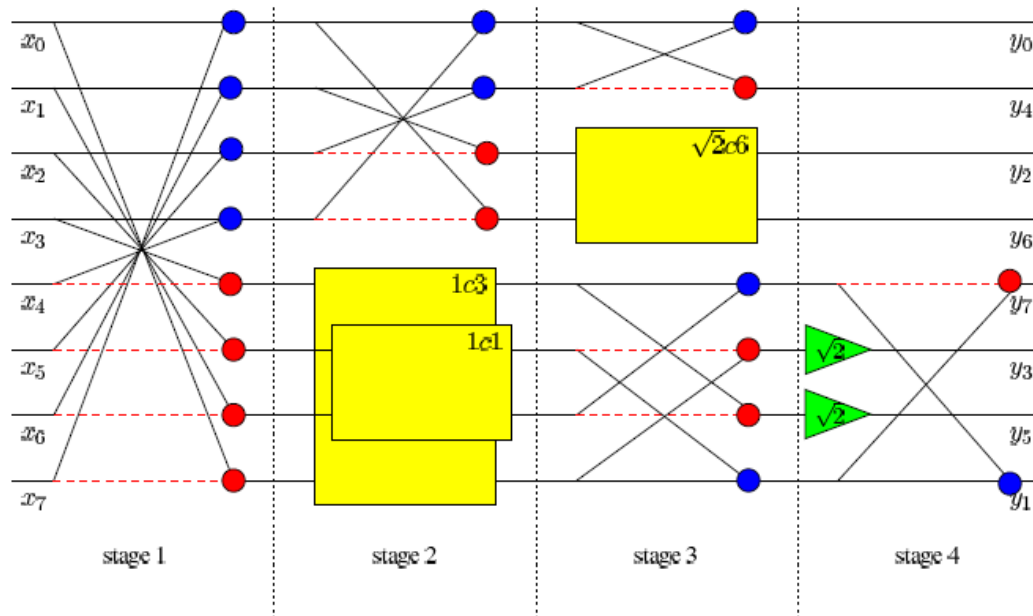 x₀ y₀
x₁ y₄
√2c6
x₂ y₂
x₃ y₆
1c3
x₄ y₇
1c1
√2
x₅ y₃
√2
x₆ y₅
x₇ y₁
stage 1 stage 2 stage 3 stage 4